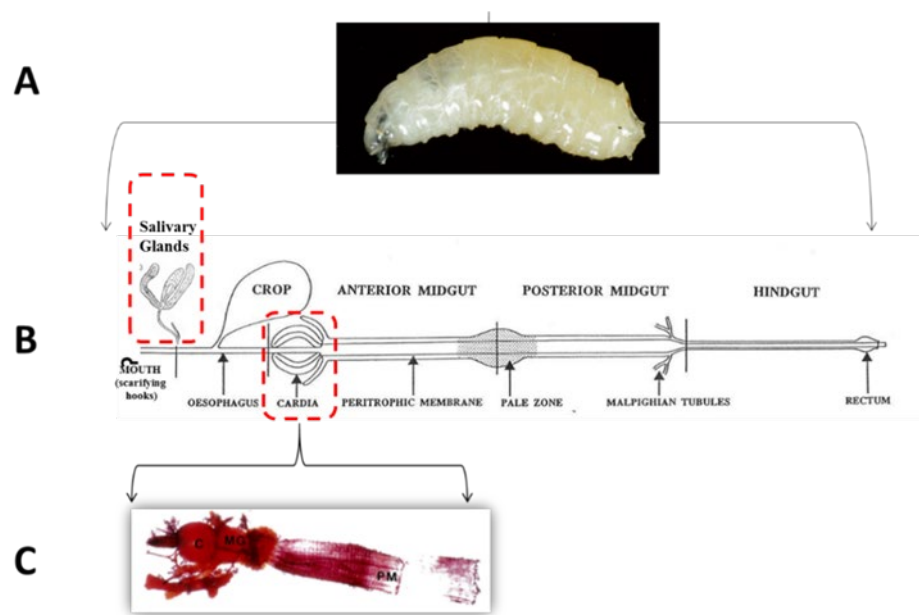 A
Salivary
Glands
CROP
ANTERIOR MIDGUT
POSTERIOR MIDGUT
HINDGUT
B
MOUTH
(scarifying
hooks)
OESOPHAGUS
CARDIA
PERITROPHIC MEMBRANE
PALE ZONE
MALPIGHIAN TUBULES
RECTUM
C
C
MG
PM